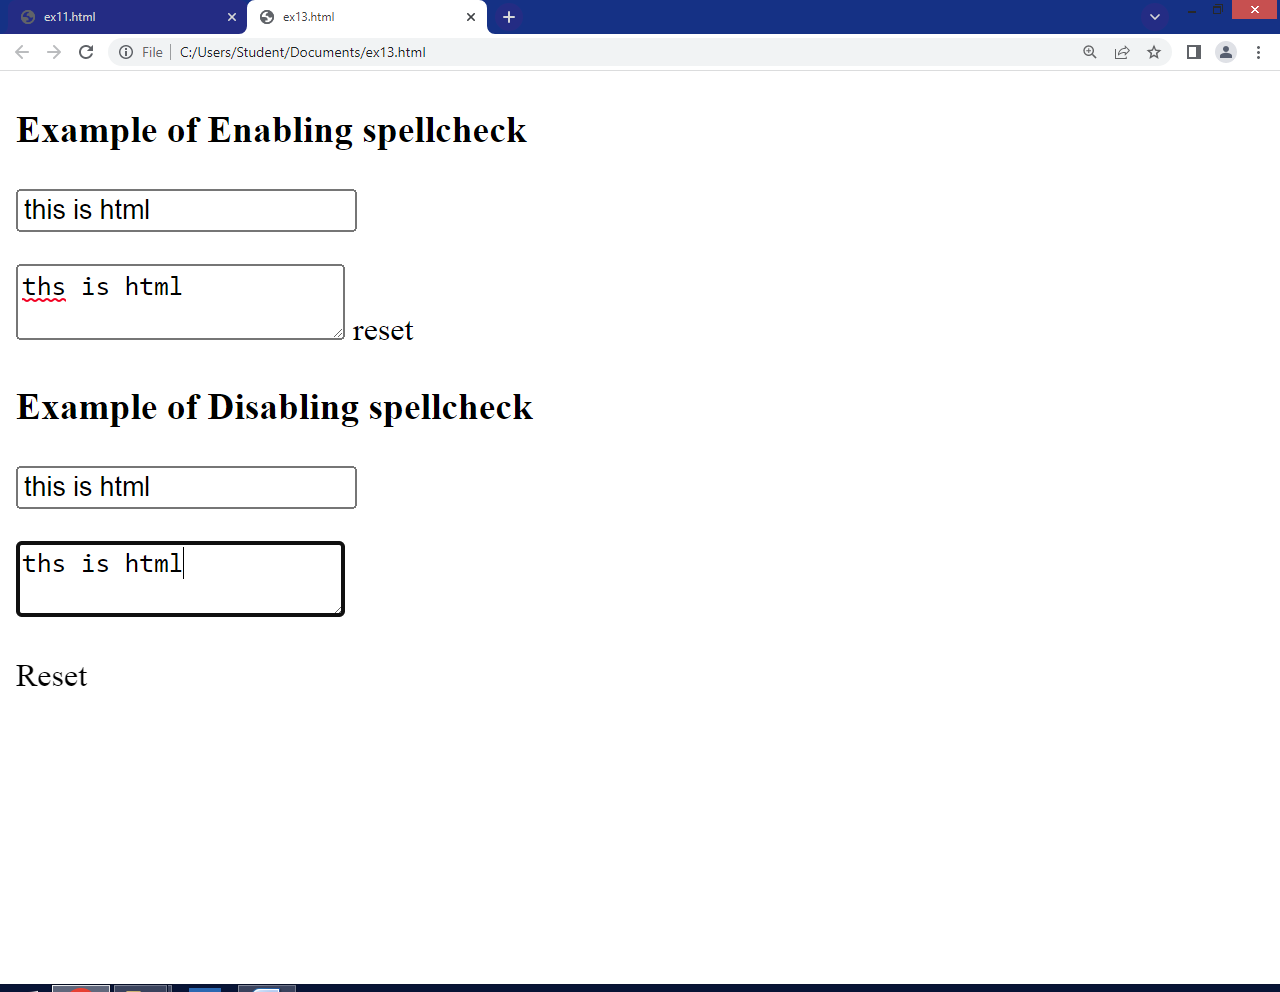 ex11.html
ex13.html
File
C:/Users/Student/Documents/ex13.html
Example of Enabling spellcheck
this is html
ths is html
reset
Example of Disabling spellcheck
this is html
ths is html
Reset